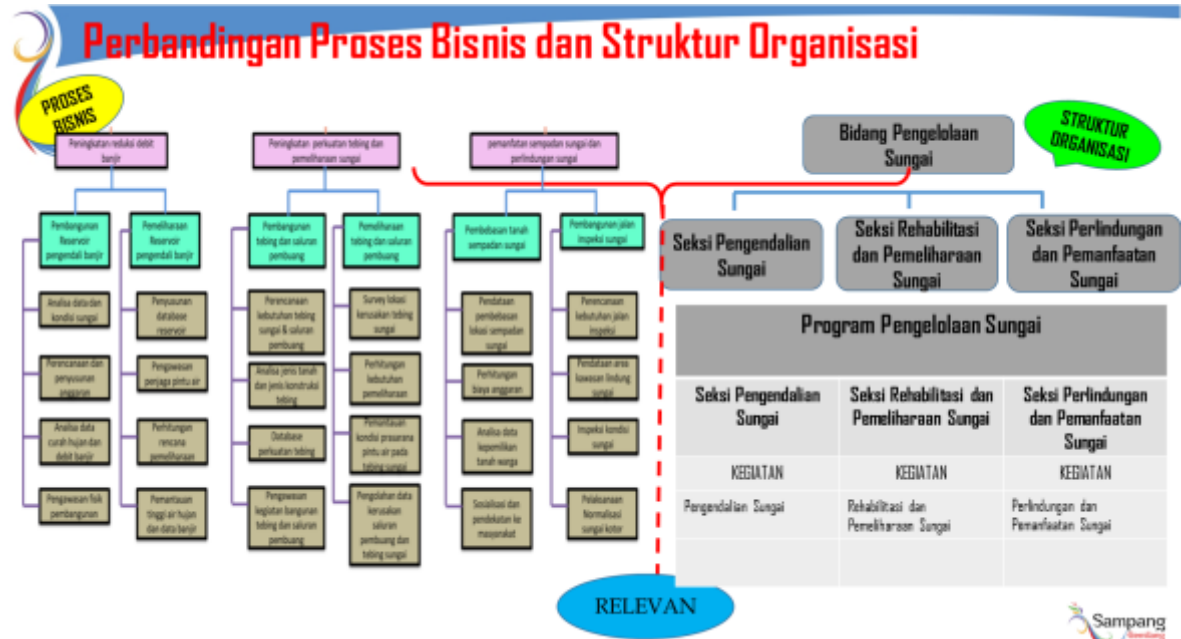 Perbandingan Proses Bisnis dan Struktur Organisasi
PROSES
BISNIS
Peningkatan reduksi debit
banjir
Peningkatan perkuatan tebing dan
pemeliharaan sungai
pemanfatan sempadan sungai dan
perlindungan sungai
Pembangunan
Reservoir
pengendali banjir
Pemeliharaan
Reservoir
pengendali banjir
Pembangunan
tebing dan saluran
pembuang
Pemeliharaan
tebing dan saluran
pembuang
Pembebasan tanah
sempadan sungai
Pembangunan jalan
inspeksi sungai
Analisa data dan
kondisi sungai
Penyusunan
database
reservoir
Perencanaan
kebutuhan tebing
sungai & saluran
pembuang
Survey lokasi
kerusakan tebing
sungai
Pendataan
pembebasan
lokasi sempadan
sungai
Perencanaan
kebutuhan jalan
inspeksi
Perencanaan dan
penyusunan
anggaran
Pengawasan
penjaga pintu air
Analisa jenis tanah
dan jenis konstruksi
tebing
Perhitungan
kebutuhan
pemeliharaan
Perhitungan
biaya anggaran
Pendataan area
kawasan lindung
sungai
Analisa data
curah hujan dan
debit banjir
Perhitungan
rencana
pemeliharaan
Database
perkuatan tebing
Pemantauan
kondisi prasarana
pintu air pada
tebing sungai
Analisa data
kepemilikan
tanah warga
Inspeksi kondisi
sungai
Pengawasan fisik
pembangunan
Pemantauan
tinggi air hujan
dan data banjir
Pengawasan
kegiatan bangunan
tebing dan saluran
pembuang
Pengolahan data
kerusakan
saluran
pembuang dan
tebing sungai
Sosialisasi dan
pendekatan ke
masyarakat
Pelaksanaan
Normalisasi
sungai kotor
Bidang Pengelolaan
Sungai
STRUKTUR
ORGANISASI
Seksi Pengendalian
Sungai
Seksi Rehabilitasi
dan Pemeliharaan
Sungai
Seksi Perlindungan
dan Pemanfaatan
Sungai
Program Pengelolaan Sungai
Seksi Pengendalian
Sungai
Seksi Rehabilitasi dan
Pemeliharaan Sungai
Seksi Perlindungan
dan Pemanfaatan
Sungai
KEGIATAN
KEGIATAN
KEGIATAN
Pengendalian Sungai
Rehabilitasi dan
Pemeliharaan Sungai
Perlindungan dan
Pemanfaatan Sungai
RELEVAN
Sampang